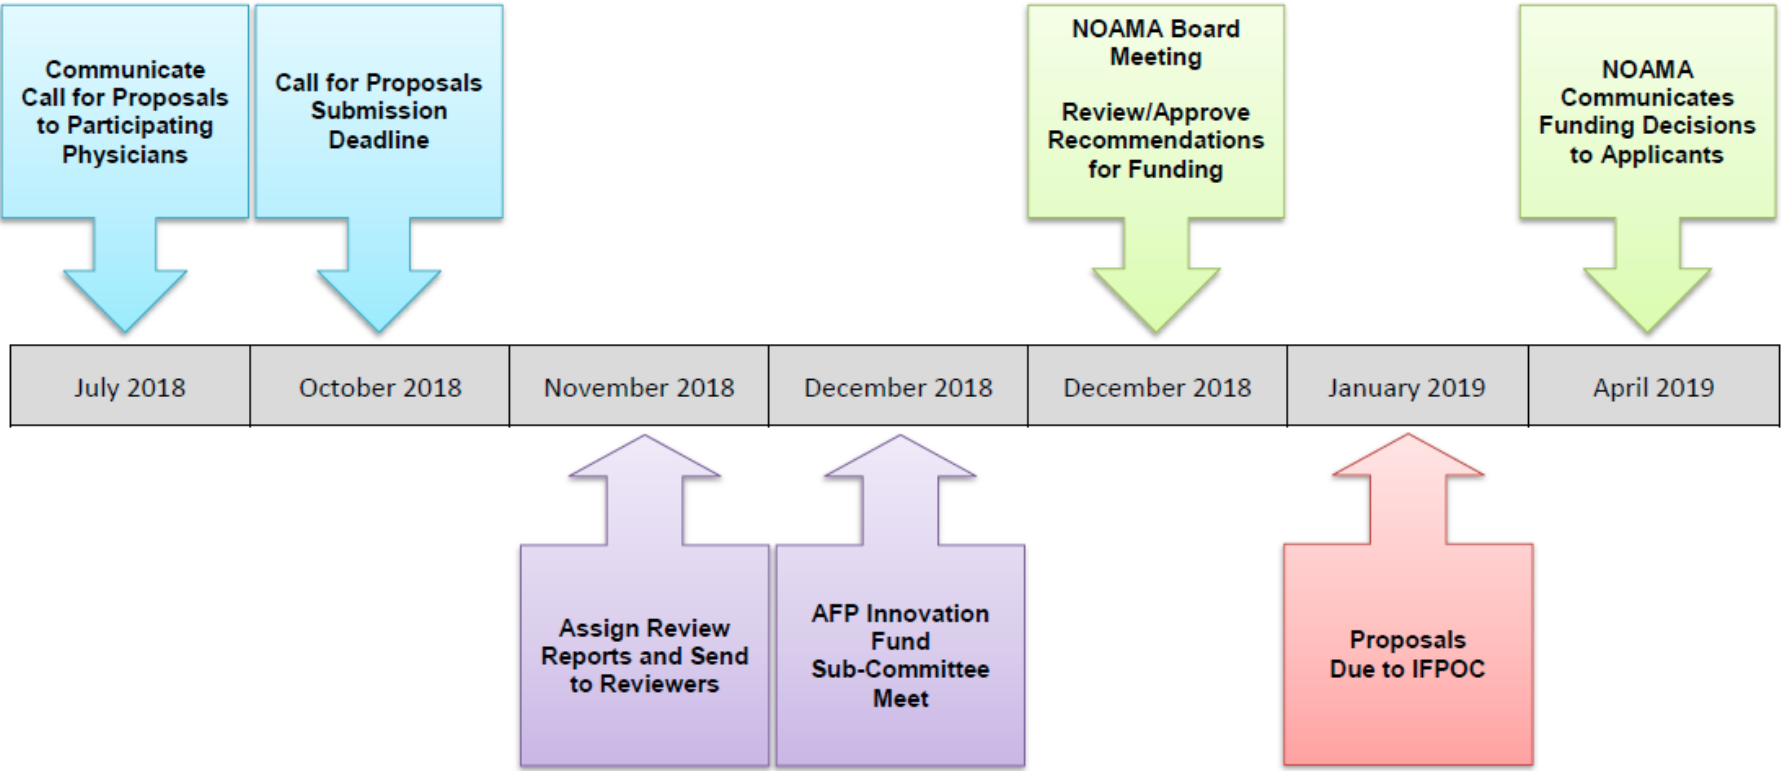 Communicate
Call for Proposals
to Participating
Physicians
Call for Proposals
Submission
Deadline
NOAMA Board
Meeting
Review/Approve
Recommendations
for Funding
NOAMA
Communicates
Funding Decisions
to Applicants
July 2018
October 2018
November 2018
December 2018
December 2018
January 2019
April 2019
Assign Review
Reports and Send
to Reviewers
AFP Innovation
Fund
Sub-Committee
Meet
Proposals
Due to IFPOC